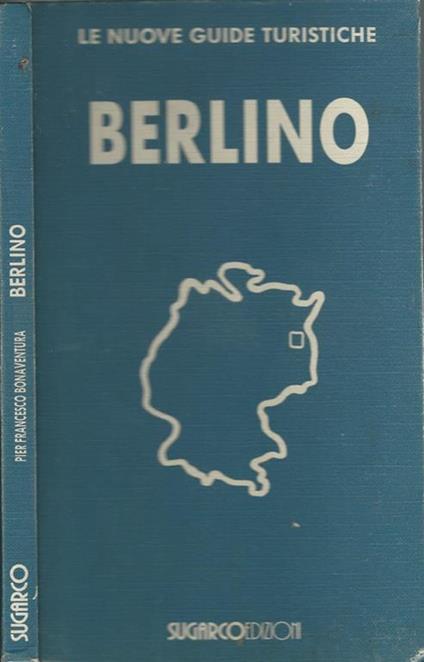 LE NUOVE GUIDE TURISTICHE
BERLINO
SUGARCOEDIZIONI
BERLINO
PIER FRANCESCO BONAVENTURA
SUGARCO